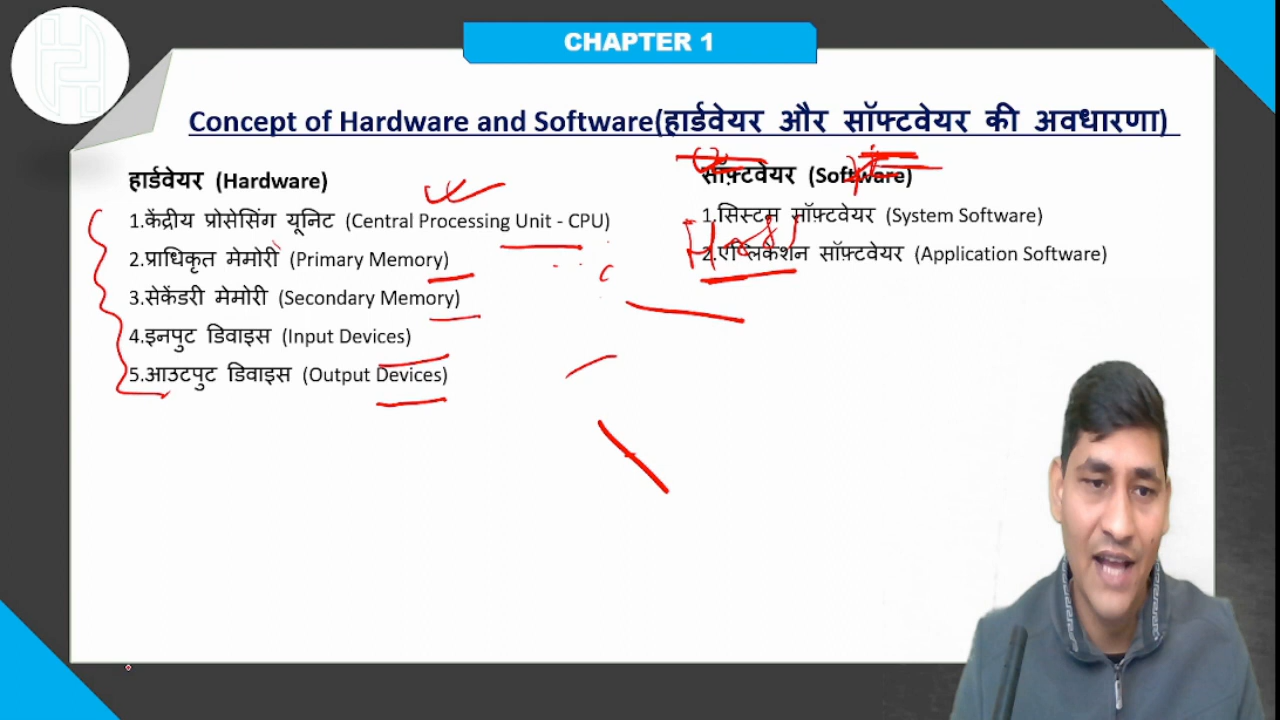 CHAPTER 1
Concept of Hardware and Software(हार्डवेयर और सॉफ्टवेयर की अवधारणा)
हार्डवेयर (Hardware)
1.केंद्रीय प्रोसेसिंग यूनिट (Central Processing Unit - CPU)
2.प्राधिकृत मेमोरी (Primary Memory)
3.सेकेंडरी मेमोरी (Secondary Memory)
4.इनपुट डिवाइस (Input Devices)
5.आउटपुट डिवाइस (Output Devices)
सॉफ़्टवेयर (Software)
1.सिस्टम सॉफ़्टवेयर (System Software)
2.एप्लिकेशन सॉफ़्टवेयर (Application Software)